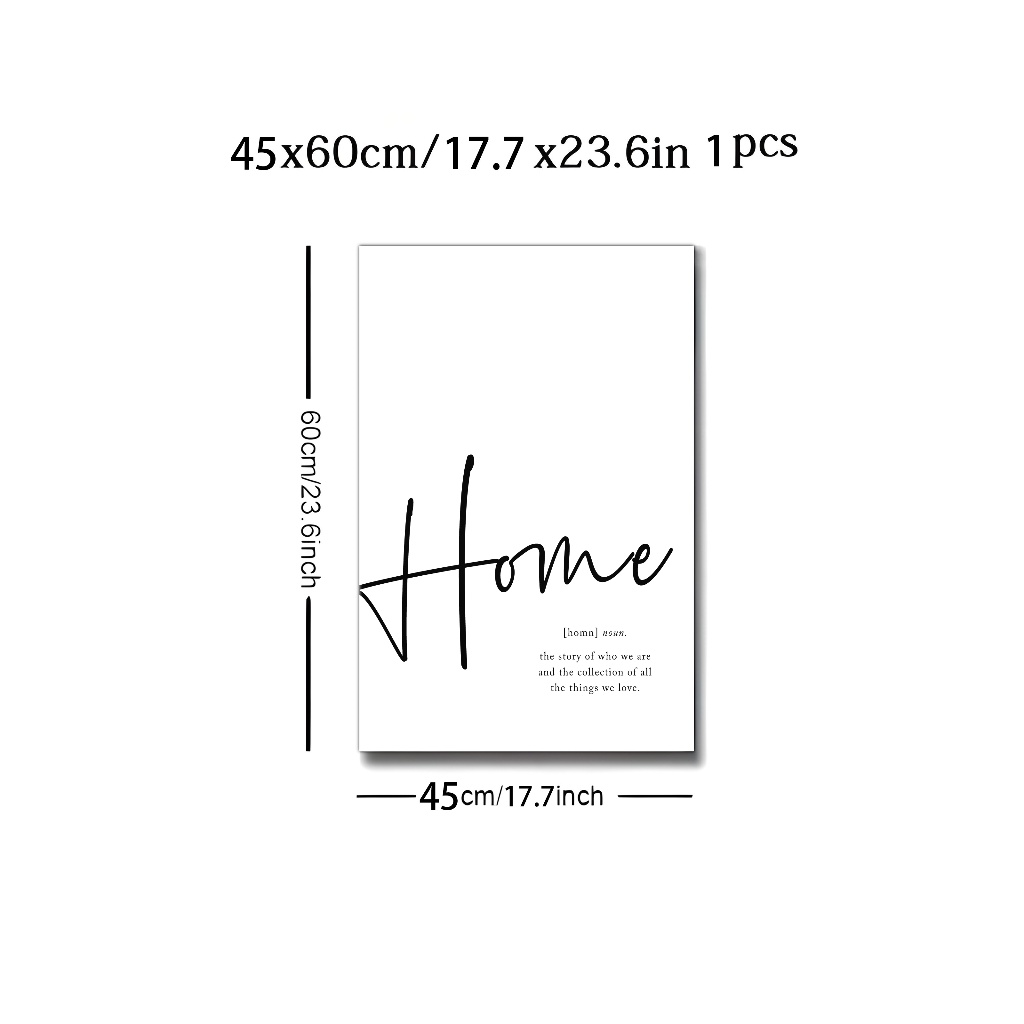 45x60cm/17.7 x23.6in 1pcs
60cm/23.6inch
Home
[homn] noun.
the story of who we are
and the collection of all
the things we love.
45cm/17.7inch